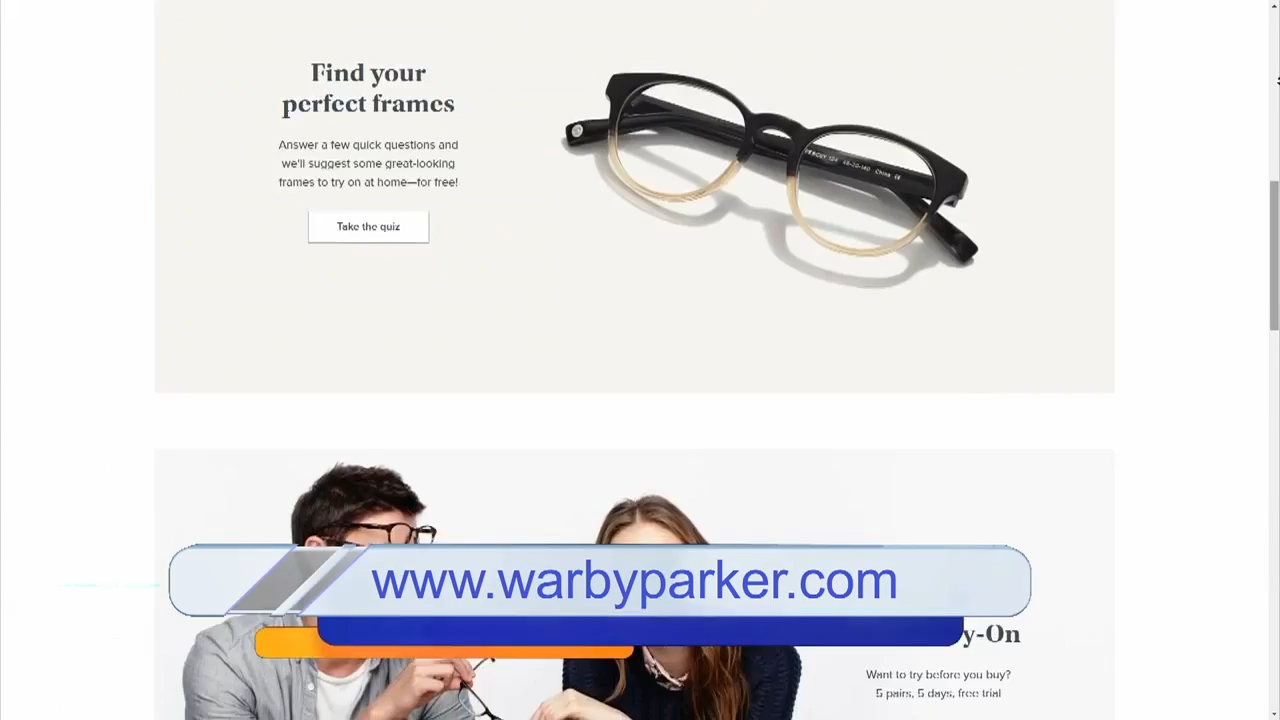 Find your
perfect frames
Answer a few quick questions and
we'll suggest some great-looking
frames to try on at home—for free!
Take the quiz
www.warbyparker.com
y-On
Want to try before you buy?
5 pairs, 5 days, free trial